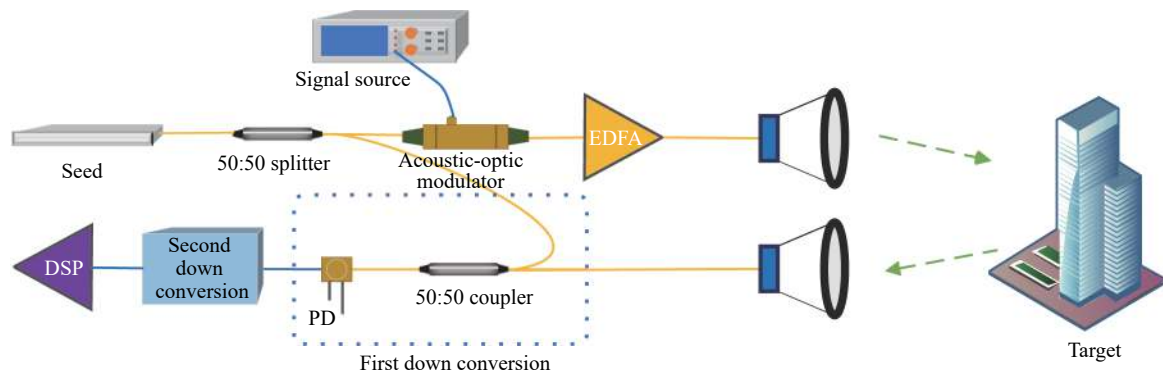 Signal source
Seed
50:50 splitter
Acoustic-optic
modulator
EDFA
DSP
Second
down
conversion
PD
50:50 coupler
First down conversion
Target